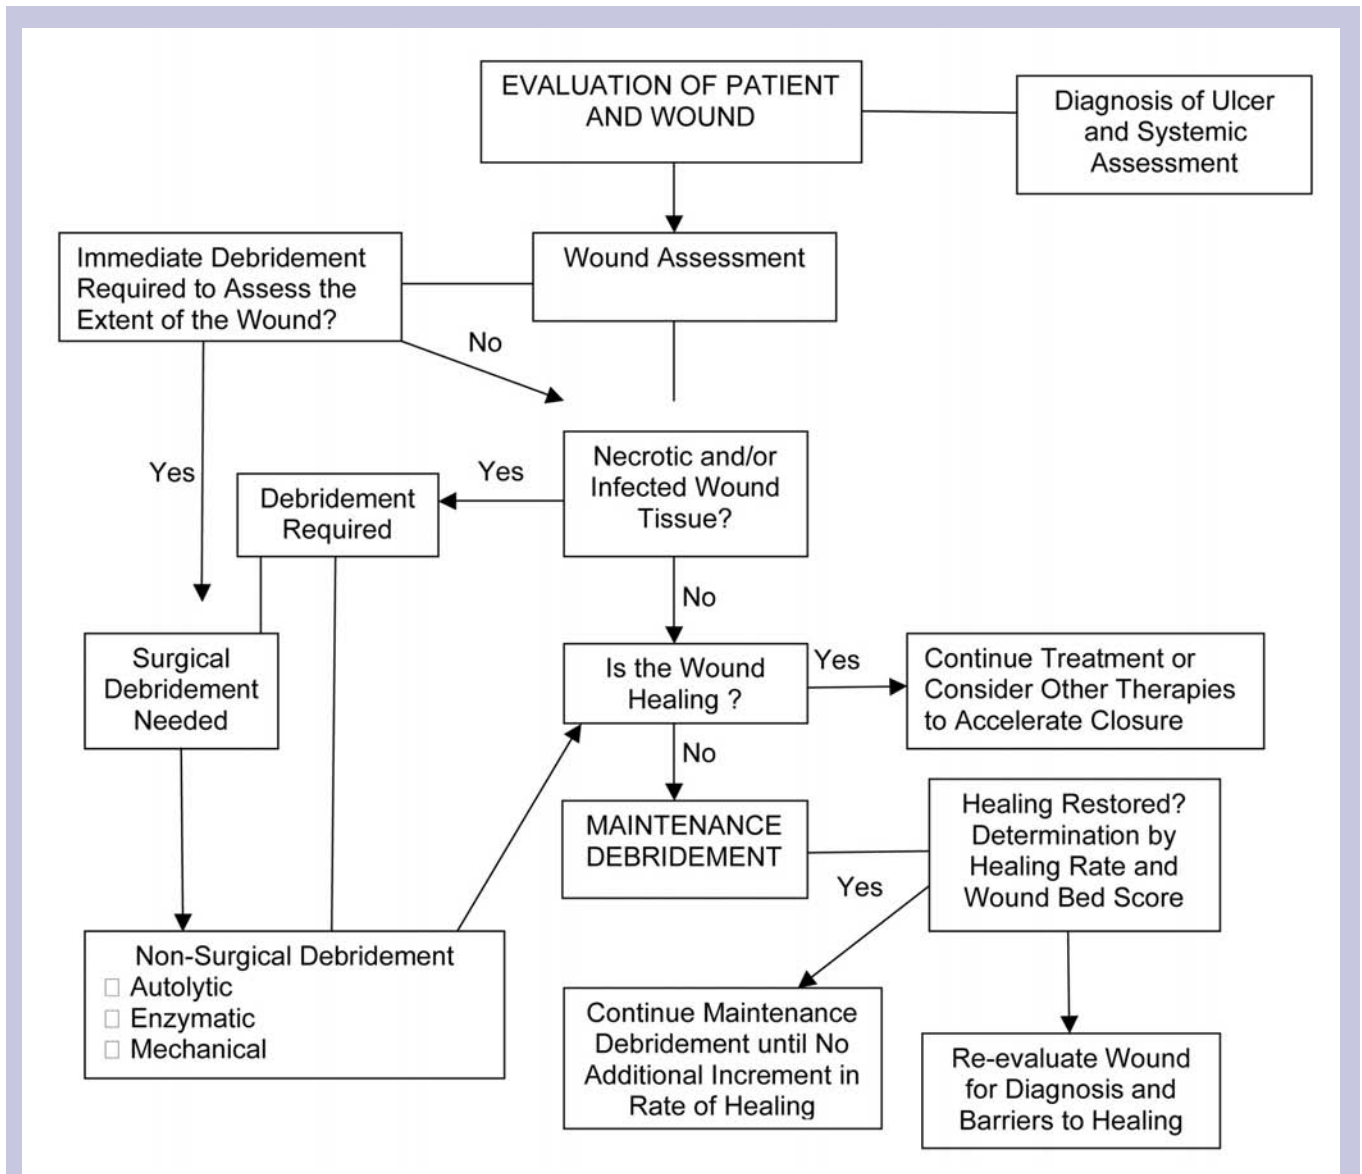 EVALUATION OF PATIENT
AND WOUND
Diagnosis of Ulcer
and Systemic
Assessment
Immediate Debridement
Required to Assess the
Extent of the Wound?
Wound Assessment
No
Yes
Debridement
Required
Yes
Necrotic and/or
Infected Wound
Tissue?
No
Surgical
Debridement
Needed
Is the Wound
Healing ?
Yes
Continue Treatment or
Consider Other Therapies
to Accelerate Closure
No
MAINTENANCE
DEBRIDEMENT
Healing Restored?
Determination by
Healing Rate and
Wound Bed Score
Yes
Non-Surgical Debridement
Autolytic
Enzymatic
Mechanical
Continue Maintenance
Debridement until No
Additional Increment in
Rate of Healing
Re-evaluate Wound
for Diagnosis and
Barriers to Healing